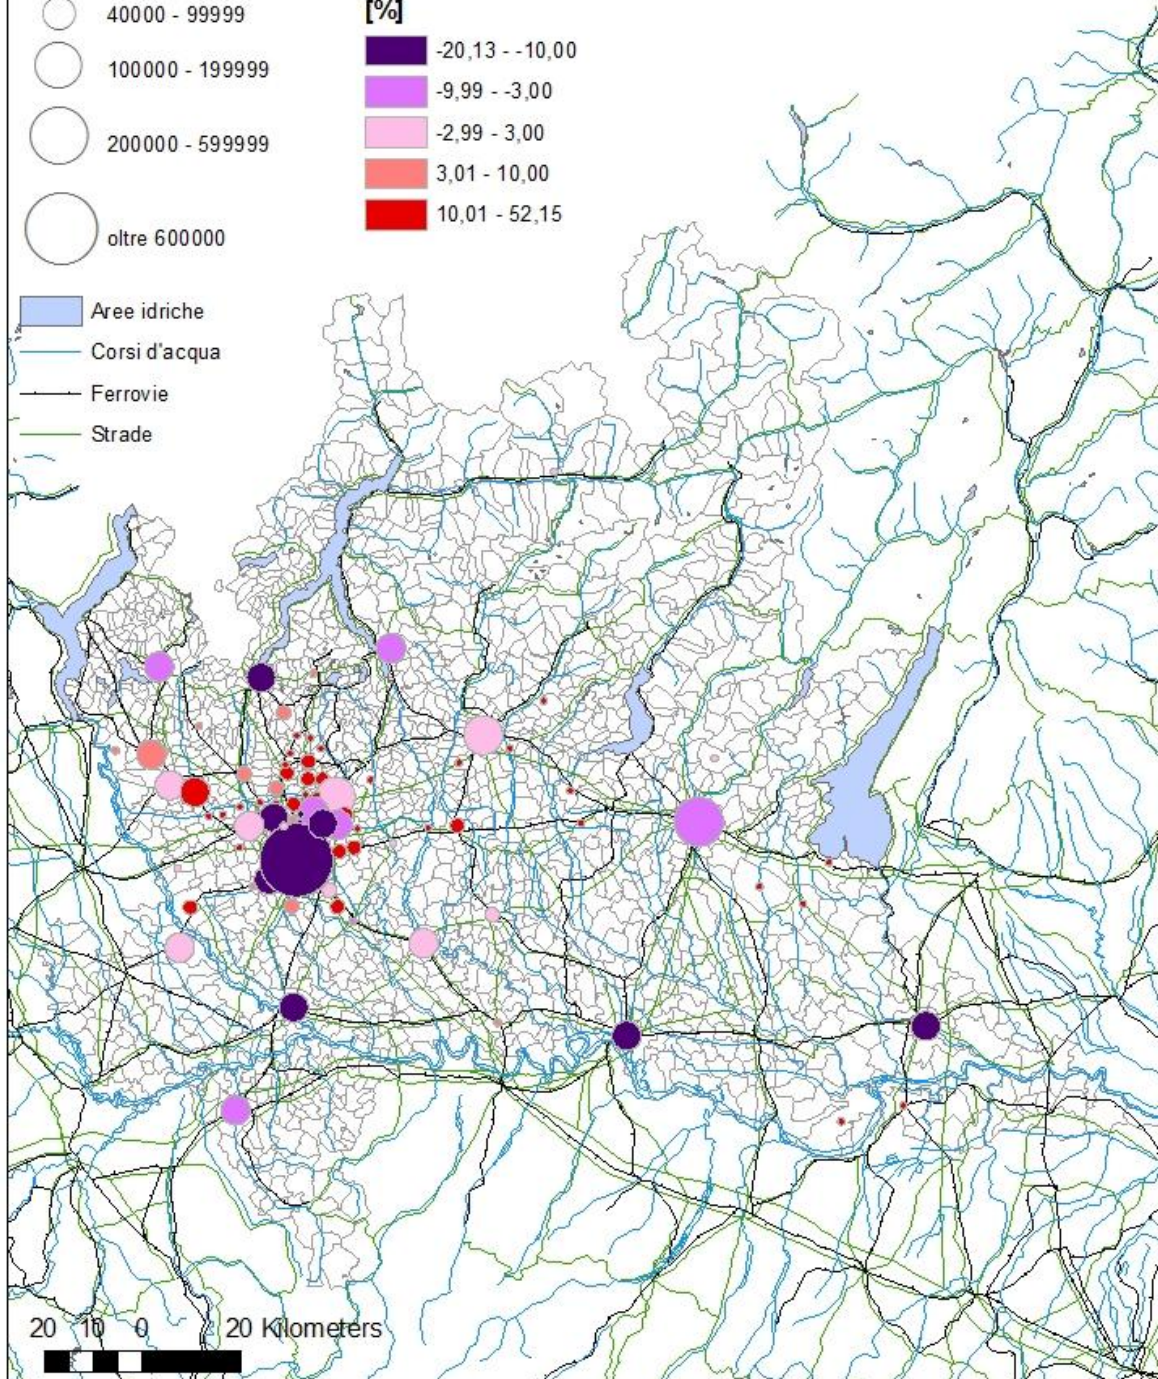 [%]
40000 - 99999
100000 - 199999
200000 - 599999
oltre 600000
-20,13 - -10,00
-9,99 - -3,00
-2,99 - 3,00
3,01 - 10,00
10,01 - 52,15
Aree idriche
Corsi d'acqua
Ferrovie
Strade
20 10 0 20 Kilometers